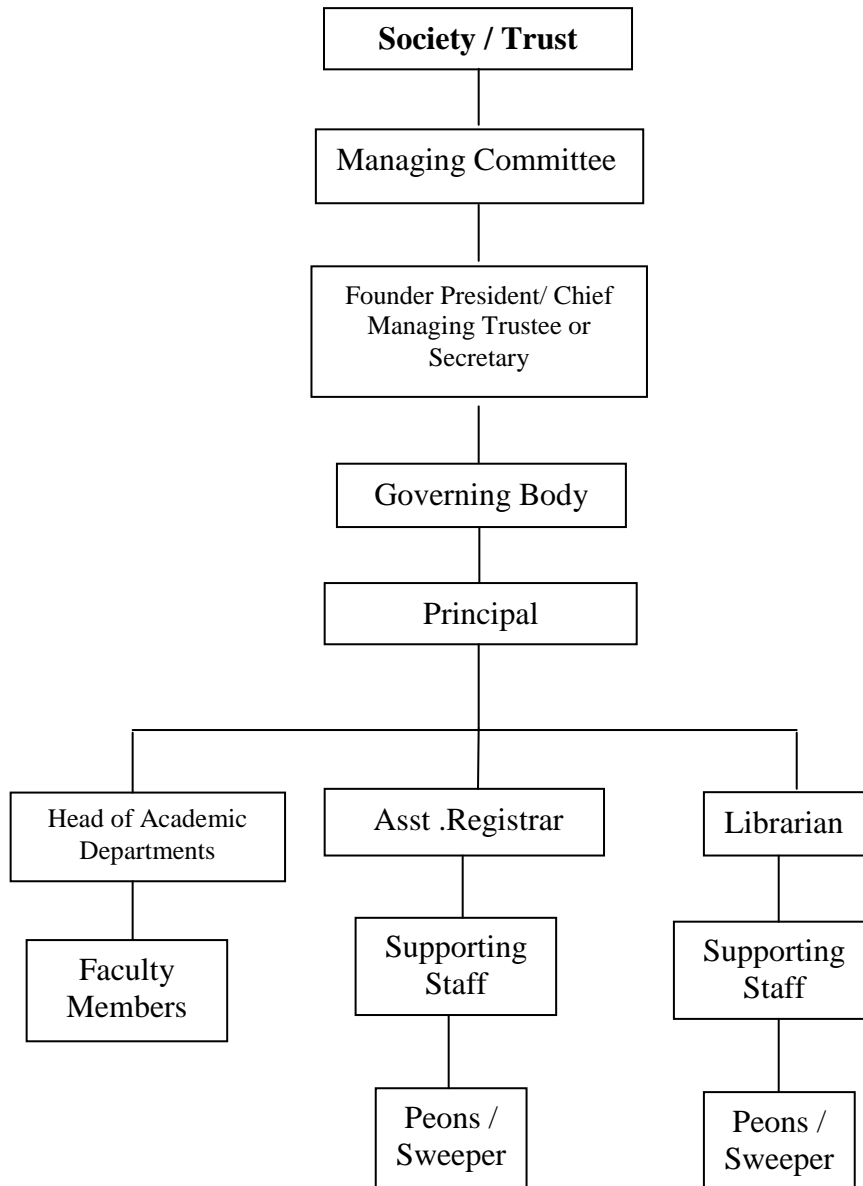 Society / Trust
Managing Committee
Founder President/ Chief
Managing Trustee or
Secretary
Governing Body
Principal
Head of Academic
Departments
Asst .Registrar
Librarian
Faculty
Members
Supporting
Staff
Supporting
Staff
Peons /
Sweeper
Peons /
Sweeper